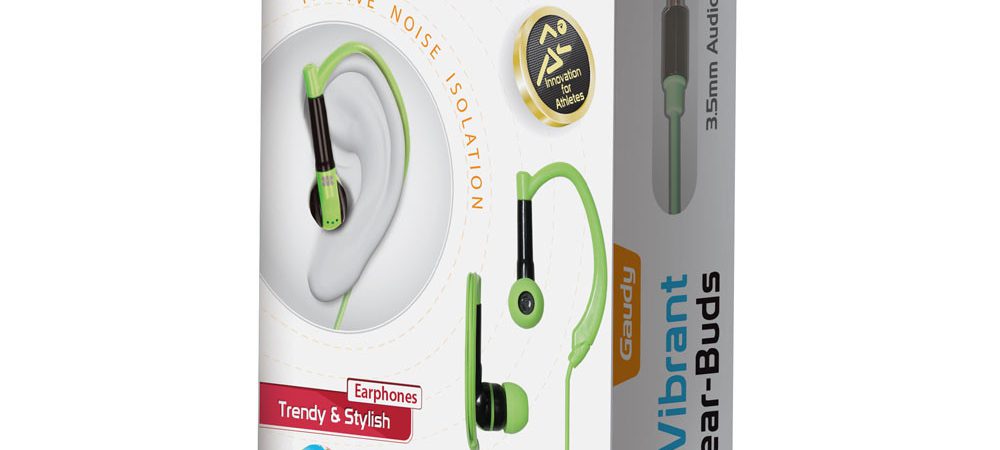 NOISE ISOLATION
Innovation
for
Athletes
Earphones
Trendy & Stylish
3.5mm Audio
Gaudy
Vibrant
ear-Buds